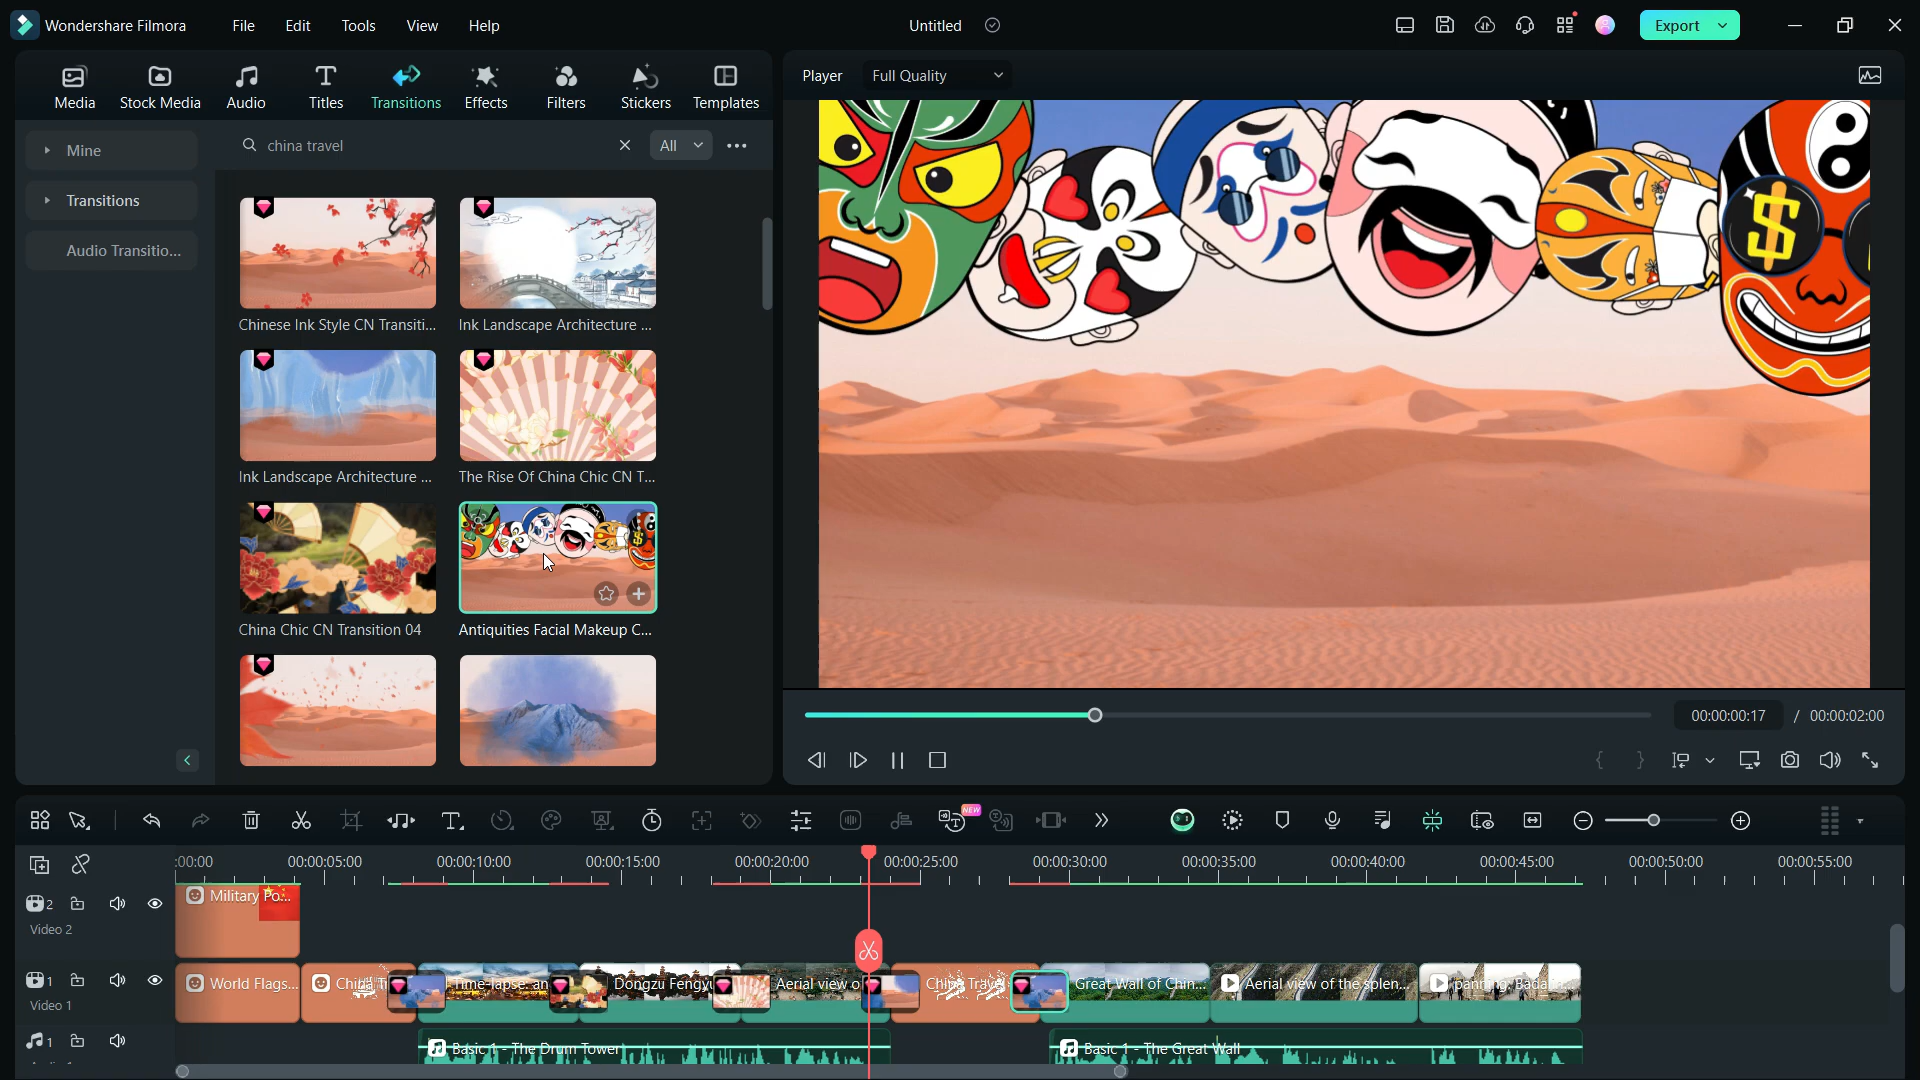 Wondershare Filmora File Edit Tools View Help
Untitled
Export
Media Stock Media Audio Titles Transitions Effects Filters Stickers Templates
Player Full Quality
Mine
Transitions
Audio Transitio...
china travel
All
Chinese Ink Style CN Transiti...
Ink Landscape Architecture ...
Ink Landscape Architecture ...
The Rise Of China Chic CN T...
China Chic CN Transition 04
Antiquities Facial Makeup C...
$
00:00:00:17 / 00:00:02:00
NEW
:00:00 00:00:05:00 00:00:10:00 00:00:15:00 00:00:20:00 00:00:25:00 00:00:30:00 00:00:35:00 00:00:40:00 00:00:45:00 00:00:50:00 00:00:55:00
2
Video 2
Military Po...
1
Video 1
World Flags...
China Tr
Time-lapse: an
Dongzu Fengyu
Aerial view o
China Trave
Great Wall of Chin...
Aerial view of the splen...
panning, Badal...
1
Basic 1 - The Drum Tower
Basic 1 - The Great Wall